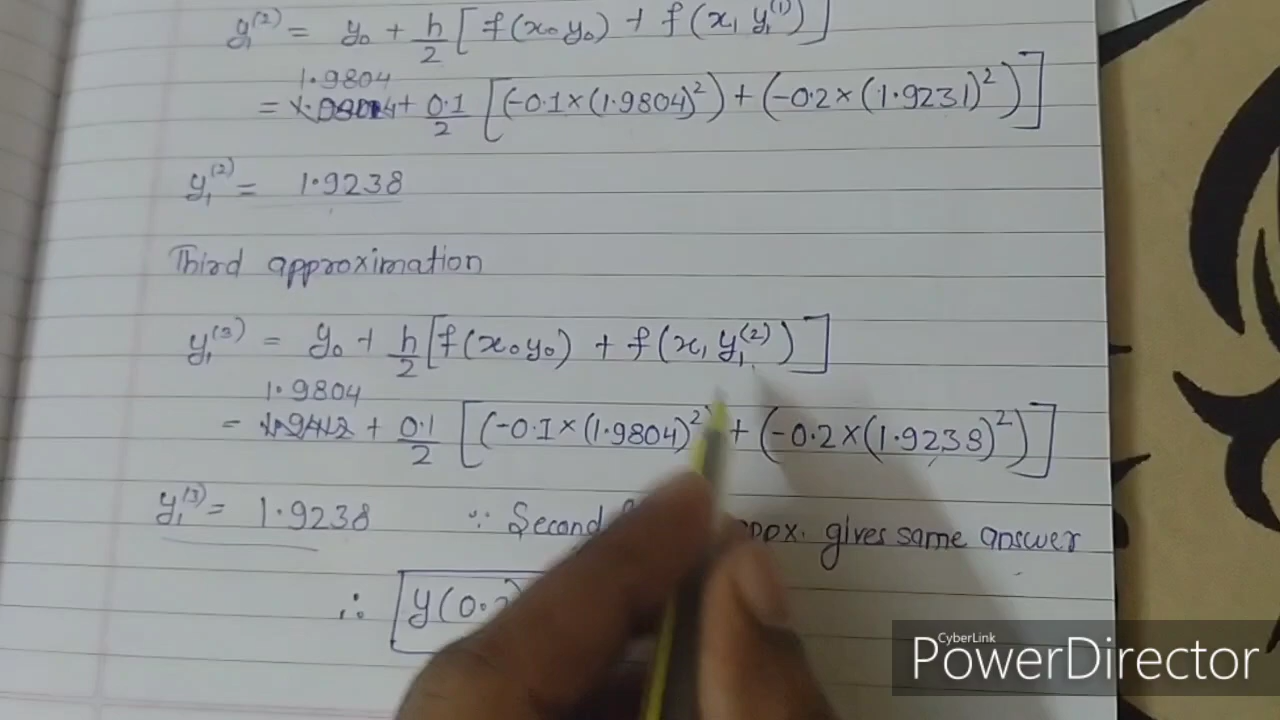 y₁⁽²⁾ = y₀ + h/2 [f(x₀ y₀) + f(x₁ y₁⁽¹⁾)]
1.9804
= + 0.1/2 [(-0.1×(1.9804)²) + (-0.2×(1.9231)²)]
y₁⁽²⁾ = 1.9238
Third approximation
y₁⁽³⁾ = y₀ + h/2 [f(x₀ y₀) + f(x₁ y₁⁽²⁾)]
1.9804
= + 0.1/2 [(-0.1×(1.9804)²) + (-0.2×(1.9238)²)]
y₁⁽³⁾ = 1.9238 ∵ Second gives same answer
∴ y(0.2)
CyberLink
PowerDirector